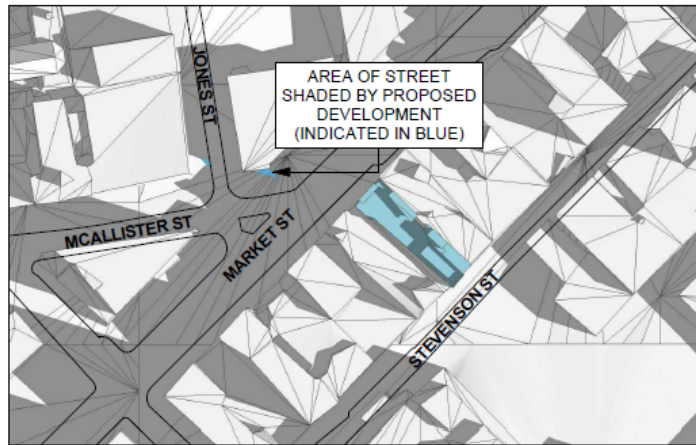 JONES ST
AREA OF STREET
SHADED BY PROPOSED
DEVELOPMENT
(INDICATED IN BLUE)
MCALLISTER ST
MARKET ST
STEVENSON ST